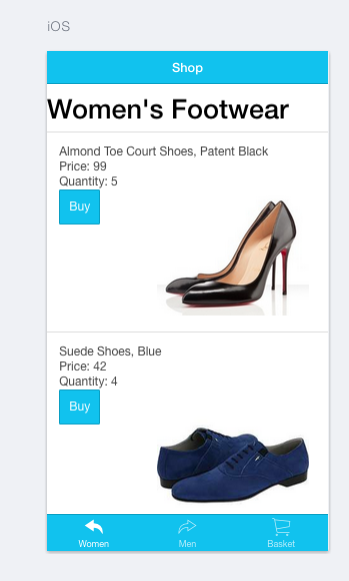 iOS
Shop
Women's Footwear
Almond Toe Court Shoes, Patent Black
Price: 99
Quantity: 5
Buy
Suede Shoes, Blue
Price: 42
Quantity: 4
Buy
Women
Men
Basket